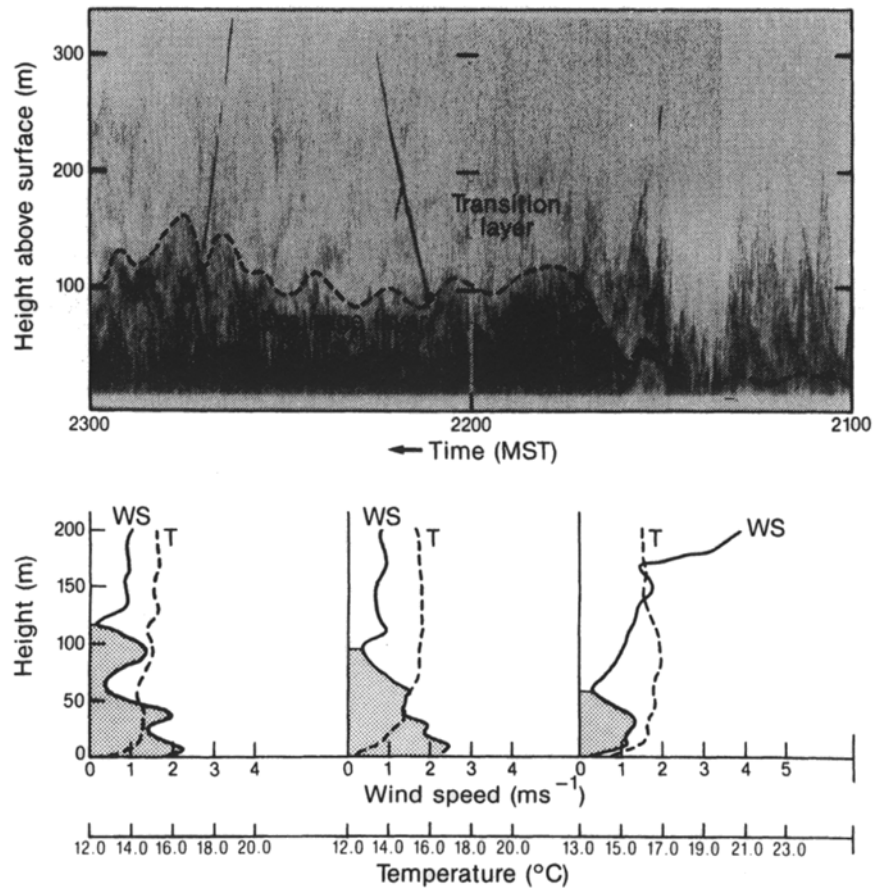 300
200
100
Height above surface (m)
Transition
layer
2300
2200
2100
← Time (MST)
WS
T
WS
T
WS
T
200
150
100
50
0
Height (m)
0 1 2 3 4
0 1 2 3 4
0 1 2 3 4 5
Wind speed (ms⁻¹)
12.0 14.0 16.0 18.0 20.0
12.0 14.0 16.0 18.0 20.0
13.0 15.0 17.0 19.0 21.0 23.0
Temperature (°C)